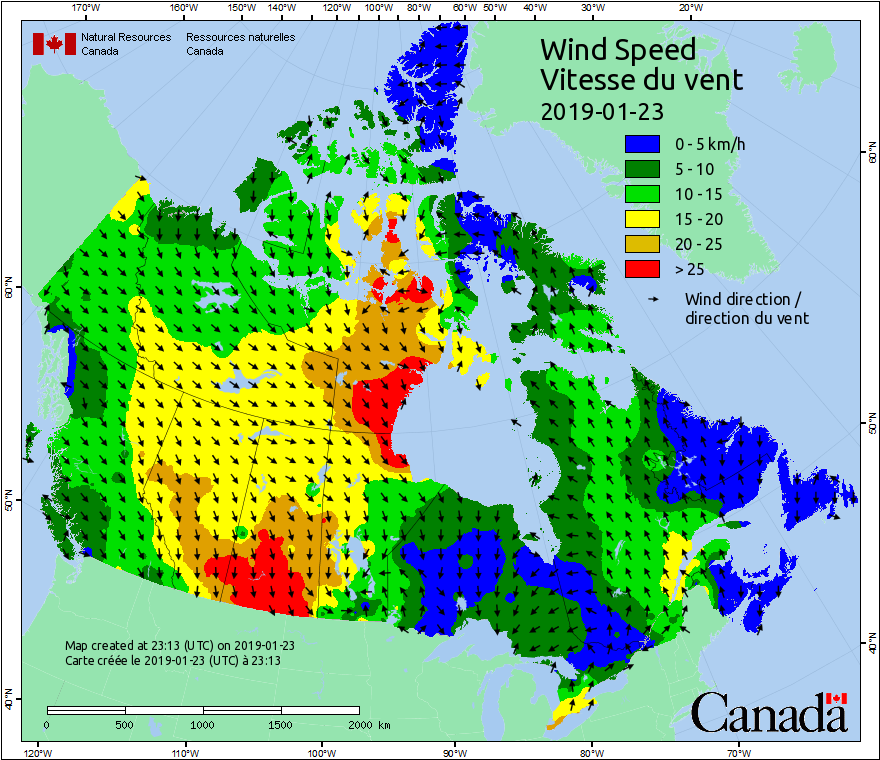 170°W 160°W 150°W 140°W 130°W 120°W 110°W 100°W 90°W 80°W 70°W 60°W 50°W 40°W 30°W 20°W
Natural Resources Ressources naturelles
Canada Canada
Wind Speed
Vitesse du vent
2019-01-23
0 - 5 km/h
5 - 10
10 - 15
15 - 20
20 - 25
> 25
Wind direction /
direction du vent
60°N
60°N
50°N
50°N
40°N
40°N
Map created at 23:13 (UTC) on 2019-01-23
Carte créée le 2019-01-23 (UTC) à 23:13
0 500 1000 1500 2000 km
Canada
120°W 110°W 100°W 90°W 80°W 70°W